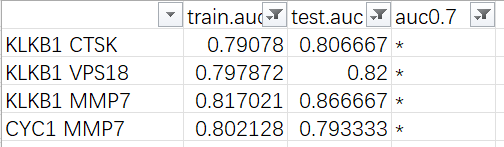 train.auc test.auc auc0.7
KLKB1 CTSK 0.79078 0.806667 *
KLKB1 VPS18 0.797872 0.82 *
KLKB1 MMP7 0.817021 0.866667 *
CYC1 MMP7 0.802128 0.793333 *